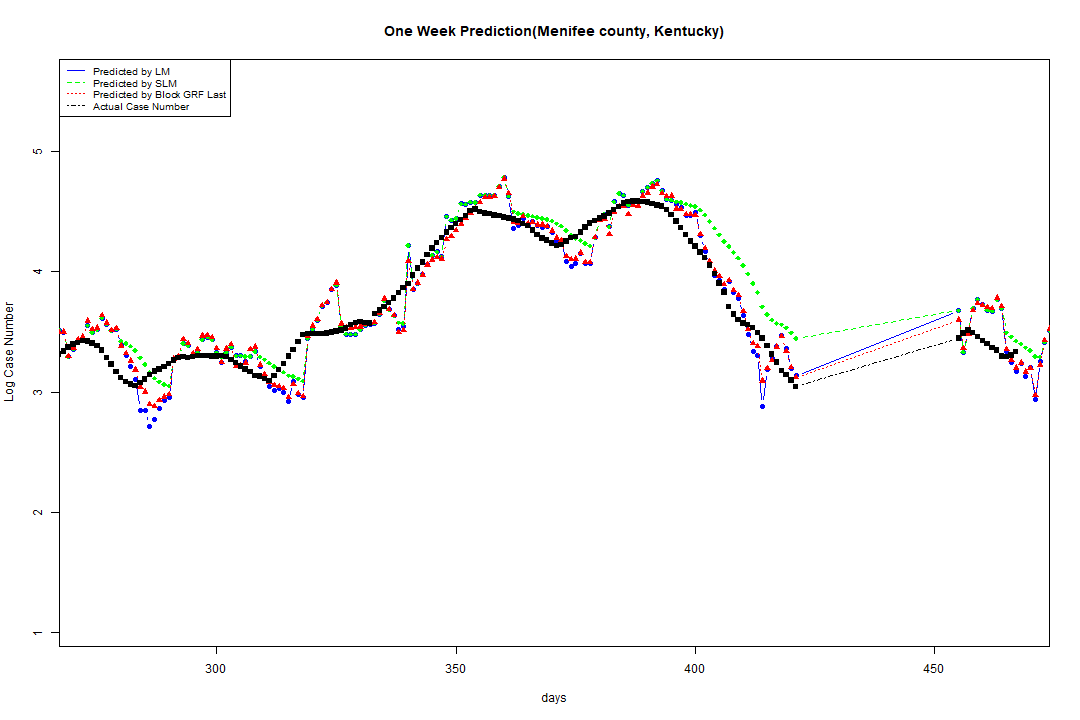 One Week Prediction(Menifee county, Kentucky)
Predicted by LM
Predicted by SLM
Predicted by Block GRF Last
Actual Case Number
5
4
3
2
1
Log Case Number
300 350 400 450
days